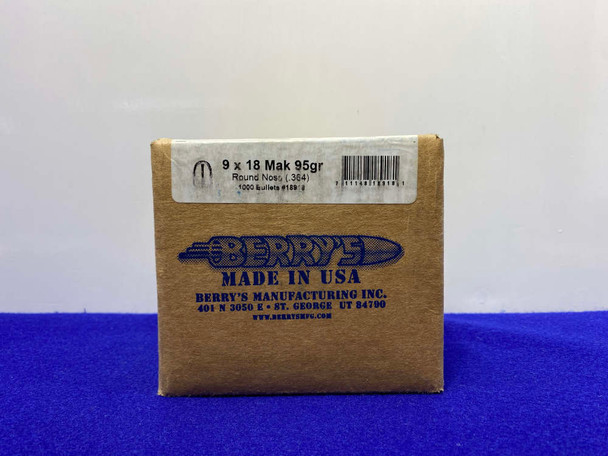 9 x 18 Mak 95gr
Round Nose (.364)
1000 Bullets
BERRY'S
MADE IN USA
BERRY'S MANUFACTURING INC.
401 N 3050 E • ST. GEORGE UT 84790
WWW.BERRYSMFG.COM